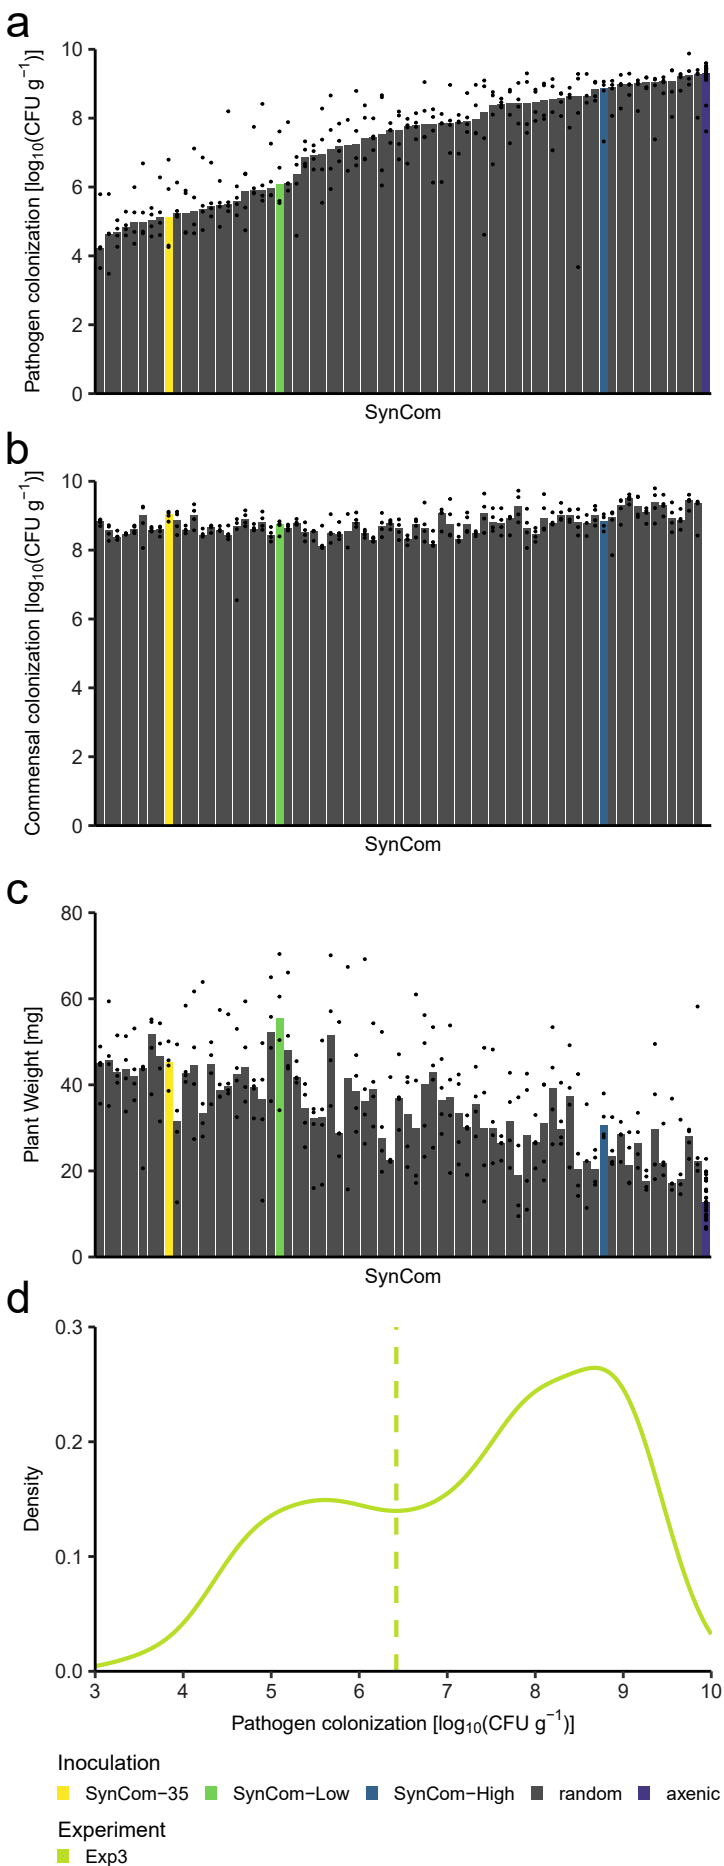 a
Pathogen colonization [log10(CFU g−1)]
10
8
6
4
2
0
SynCom
b
Commensal colonization [log10(CFU g−1)]
10
8
6
4
2
0
SynCom
c
Plant Weight [mg]
80
60
40
20
0
SynCom
d
Density
0.3
0.2
0.1
0.0
3 4 5 6 7 8 9 10
Pathogen colonization [log10(CFU g−1)]
Inoculation
SynCom−35 SynCom−Low SynCom−High random axenic
Experiment
Exp3